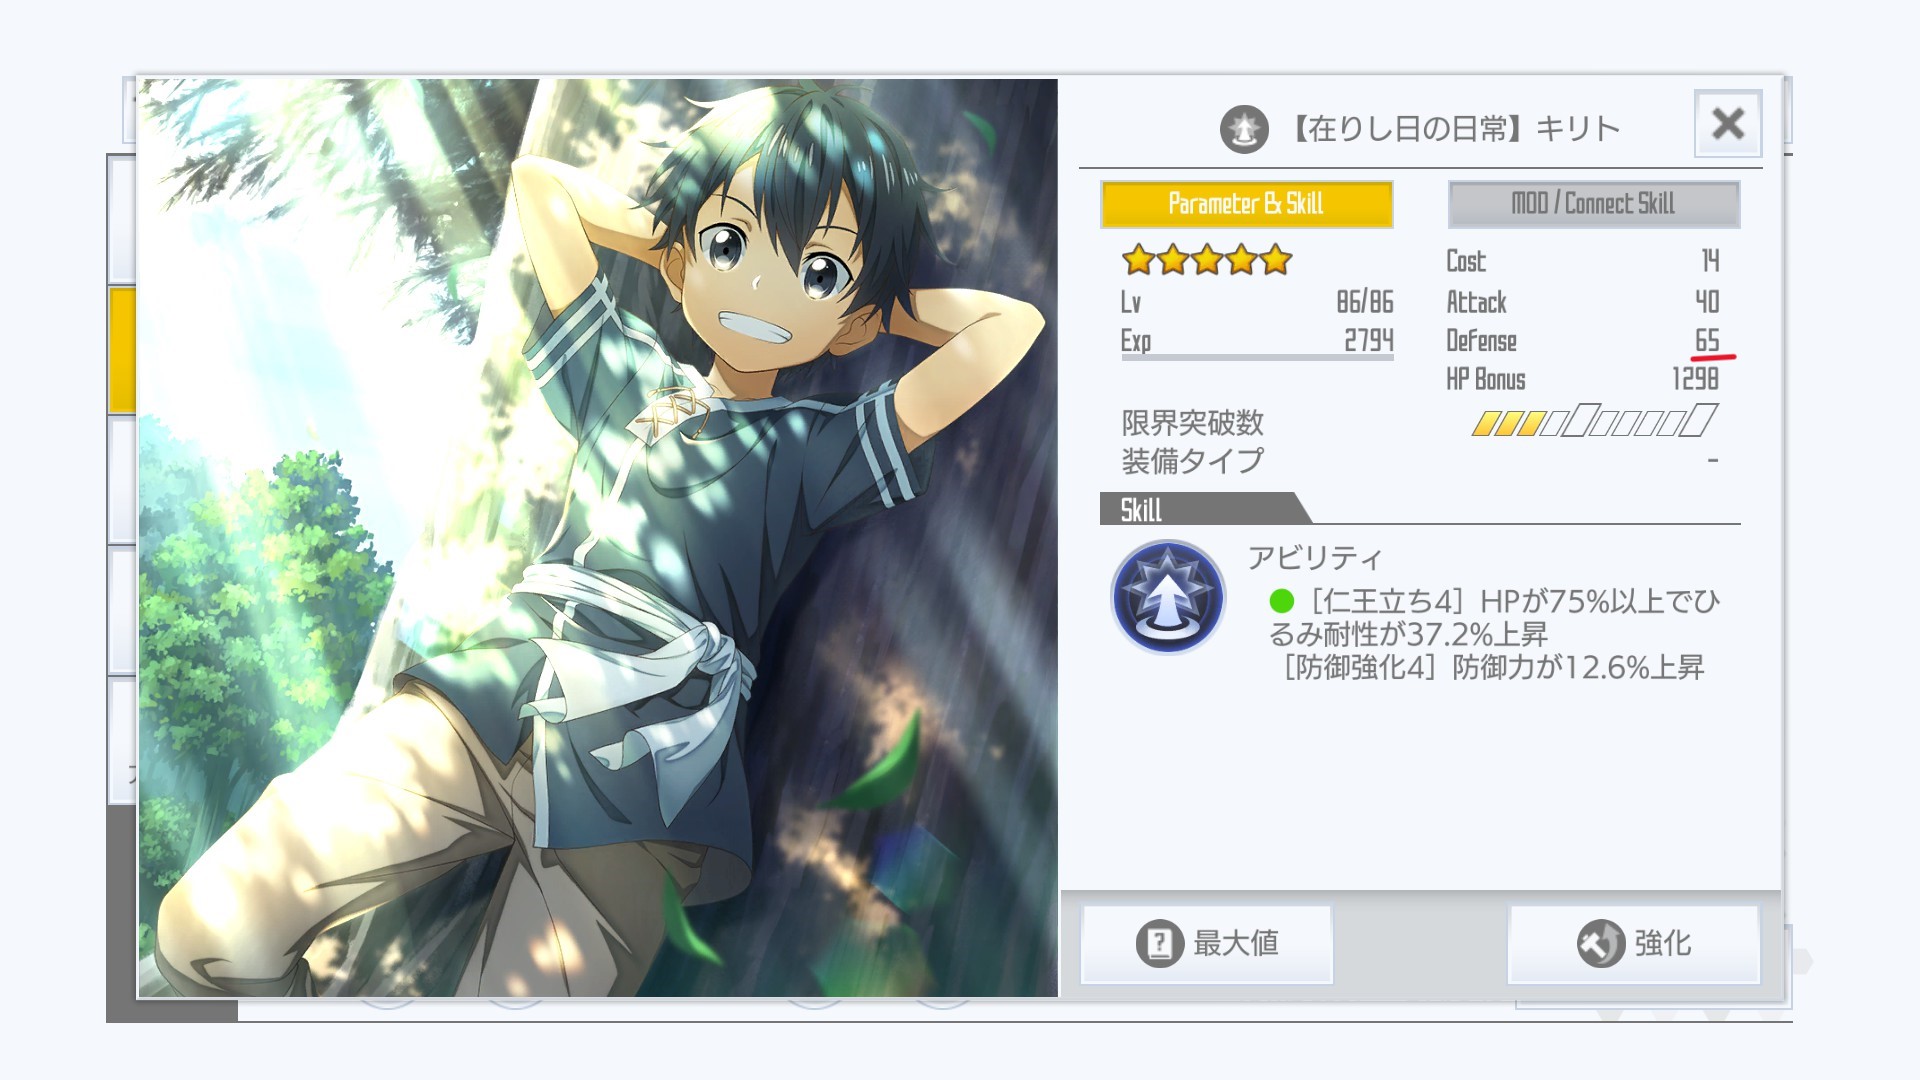 【在りし日の日常】キリト
Parameter & Skill
MOD / Connect Skill
Cost 14
Lv 86/86
Attack 40
Exp 2794
Defense 65
HP Bonus 1298
限界突破数
装備タイプ -
Skill
アビリティ
［仁王立ち4］HPが75%以上でひ
るみ耐性が37.2%上昇
［防御強化4］防御力が12.6%上昇
最大値
強化